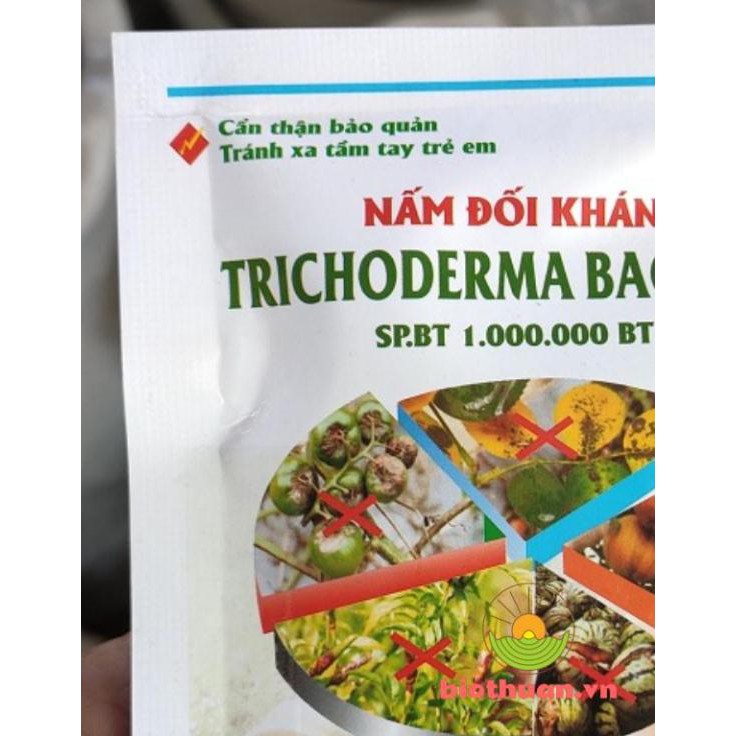 Cẩn thận bảo quản
Tránh xa tầm tay trẻ em
NẤM ĐỐI KHÁN
TRICHODERMA BAC
SP.BT 1.000.000 BT
biothuan.vn